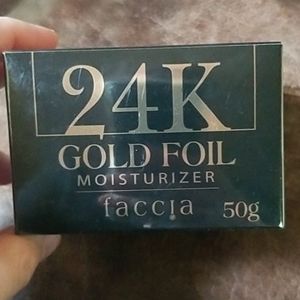 24K
GOLD FOIL
MOISTURIZER
faccia 50g